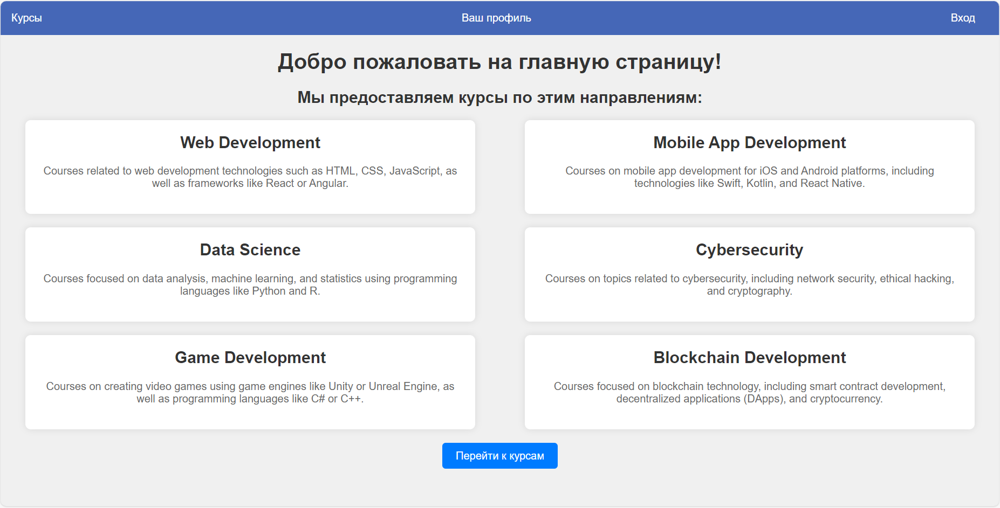 Курсы
Ваш профиль
Вход
Добро пожаловать на главную страницу!
Мы предоставляем курсы по этим направлениям:
Web Development
Courses related to web development technologies such as HTML, CSS, JavaScript, as
well as frameworks like React or Angular.
Mobile App Development
Courses on mobile app development for iOS and Android platforms, including
technologies like Swift, Kotlin, and React Native.
Data Science
Courses focused on data analysis, machine learning, and statistics using programming
languages like Python and R.
Cybersecurity
Courses on topics related to cybersecurity, including network security, ethical hacking,
and cryptography.
Game Development
Courses on creating video games using game engines like Unity or Unreal Engine, as
well as programming languages like C# or C++.
Blockchain Development
Courses focused on blockchain technology, including smart contract development,
decentralized applications (DApps), and cryptocurrency.
Перейти к курсам